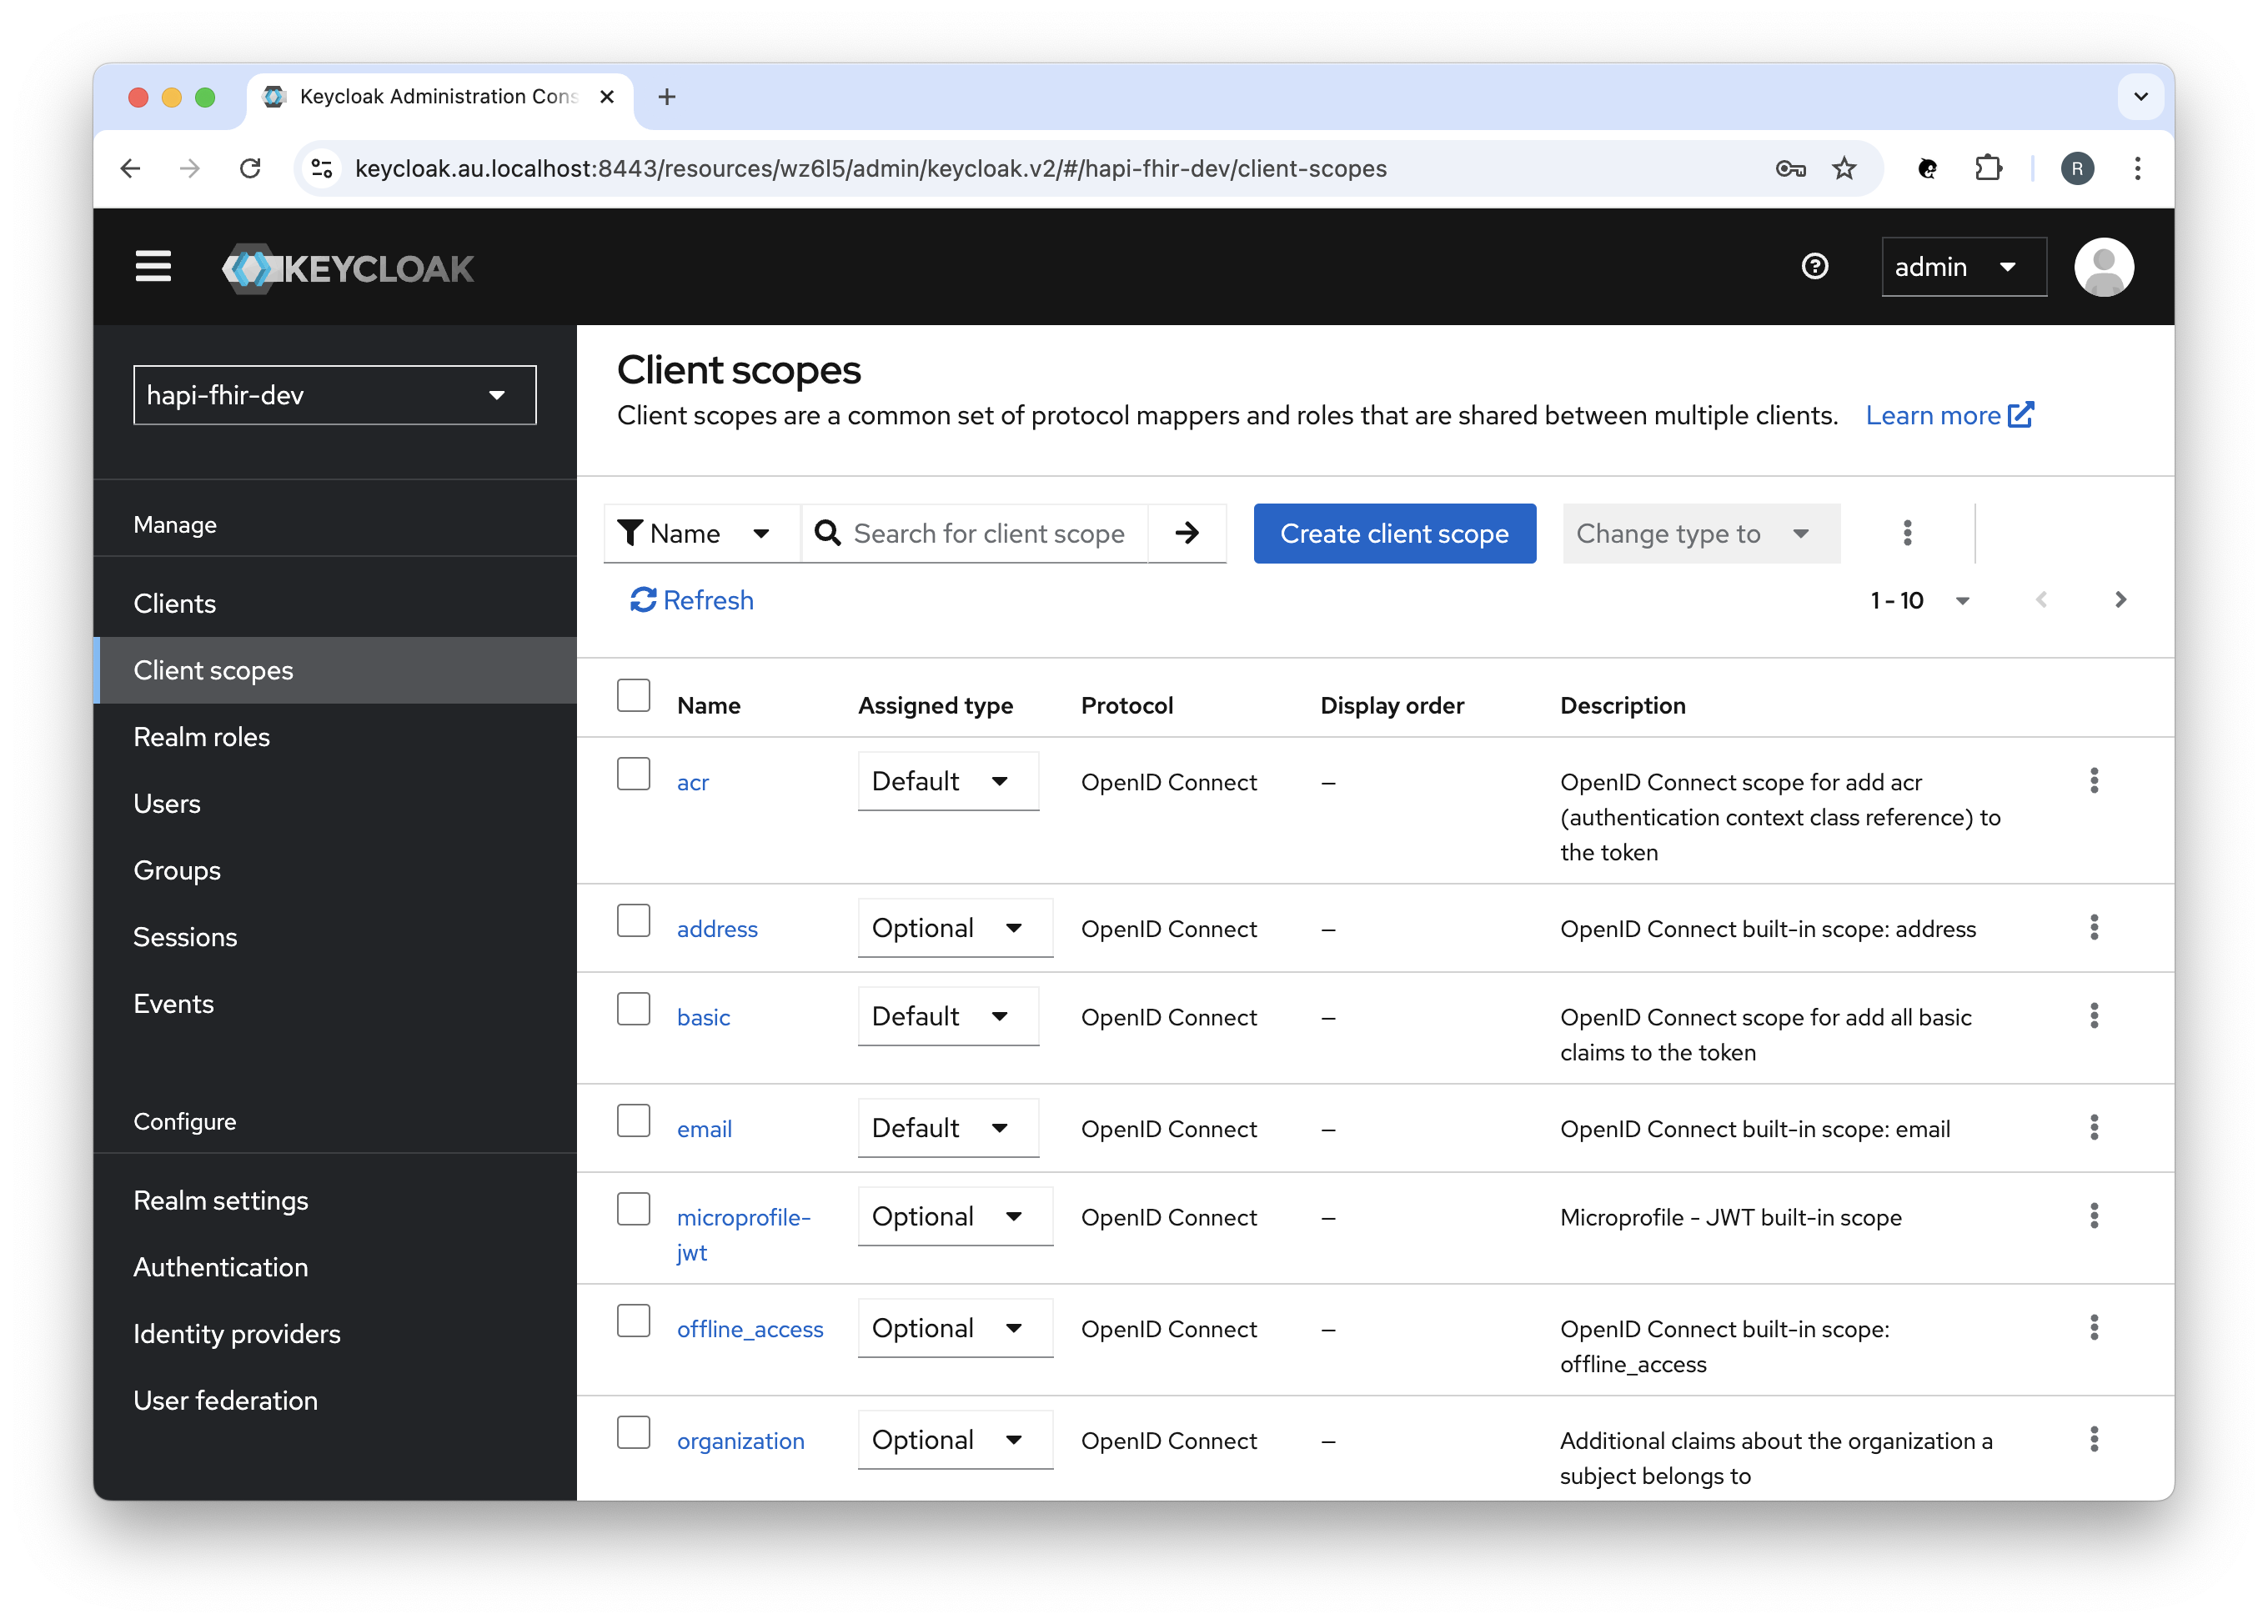 Keycloak Administration Cons
keycloak.au.localhost:8443/resources/wz6l5/admin/keycloak.v2/#/hapi-fhir-dev/client-scopes
R
KEYCLOAK
admin
hapi-fhir-dev
Manage
Clients
Client scopes
Realm roles
Users
Groups
Sessions
Events
Configure
Realm settings
Authentication
Identity providers
User federation
Client scopes
Client scopes are a common set of protocol mappers and roles that are shared between multiple clients. Learn more
Name Search for client scope Create client scope Change type to
Refresh 1 - 10
Name Assigned type Protocol Display order Description
acr Default OpenID Connect – OpenID Connect scope for add acr
(authentication context class reference) to
the token
address Optional OpenID Connect – OpenID Connect built-in scope: address
basic Default OpenID Connect – OpenID Connect scope for add all basic
claims to the token
email Default OpenID Connect – OpenID Connect built-in scope: email
microprofile- Optional OpenID Connect – Microprofile - JWT built-in scope
jwt
offline_access Optional OpenID Connect – OpenID Connect built-in scope:
offline_access
organization Optional OpenID Connect – Additional claims about the organization a
subject belongs to